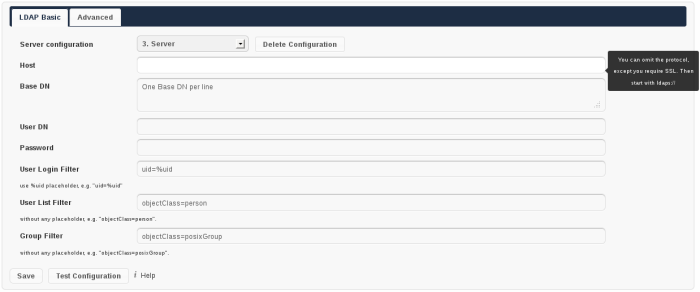 LDAP Basic Advanced
Server configuration 3. Server Delete Configuration
Host
You can omit the protocol,
except you require SSL. Then
start with ldaps://
Base DN One Base DN per line
User DN
Password
User Login Filter uid=%uid
use %uid placeholder, e.g. "uid=%uid"
User List Filter objectClass=person
without any placeholder, e.g. "objectClass=person".
Group Filter objectClass=posixGroup
without any placeholder, e.g. "objectClass=posixGroup".
Save Test Configuration i Help